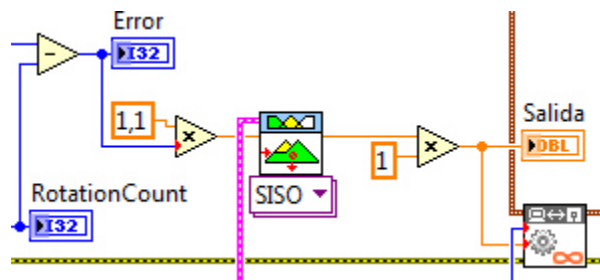 Error
I32
1,1
Salida
DBL
1
SISO
RotationCount
I32